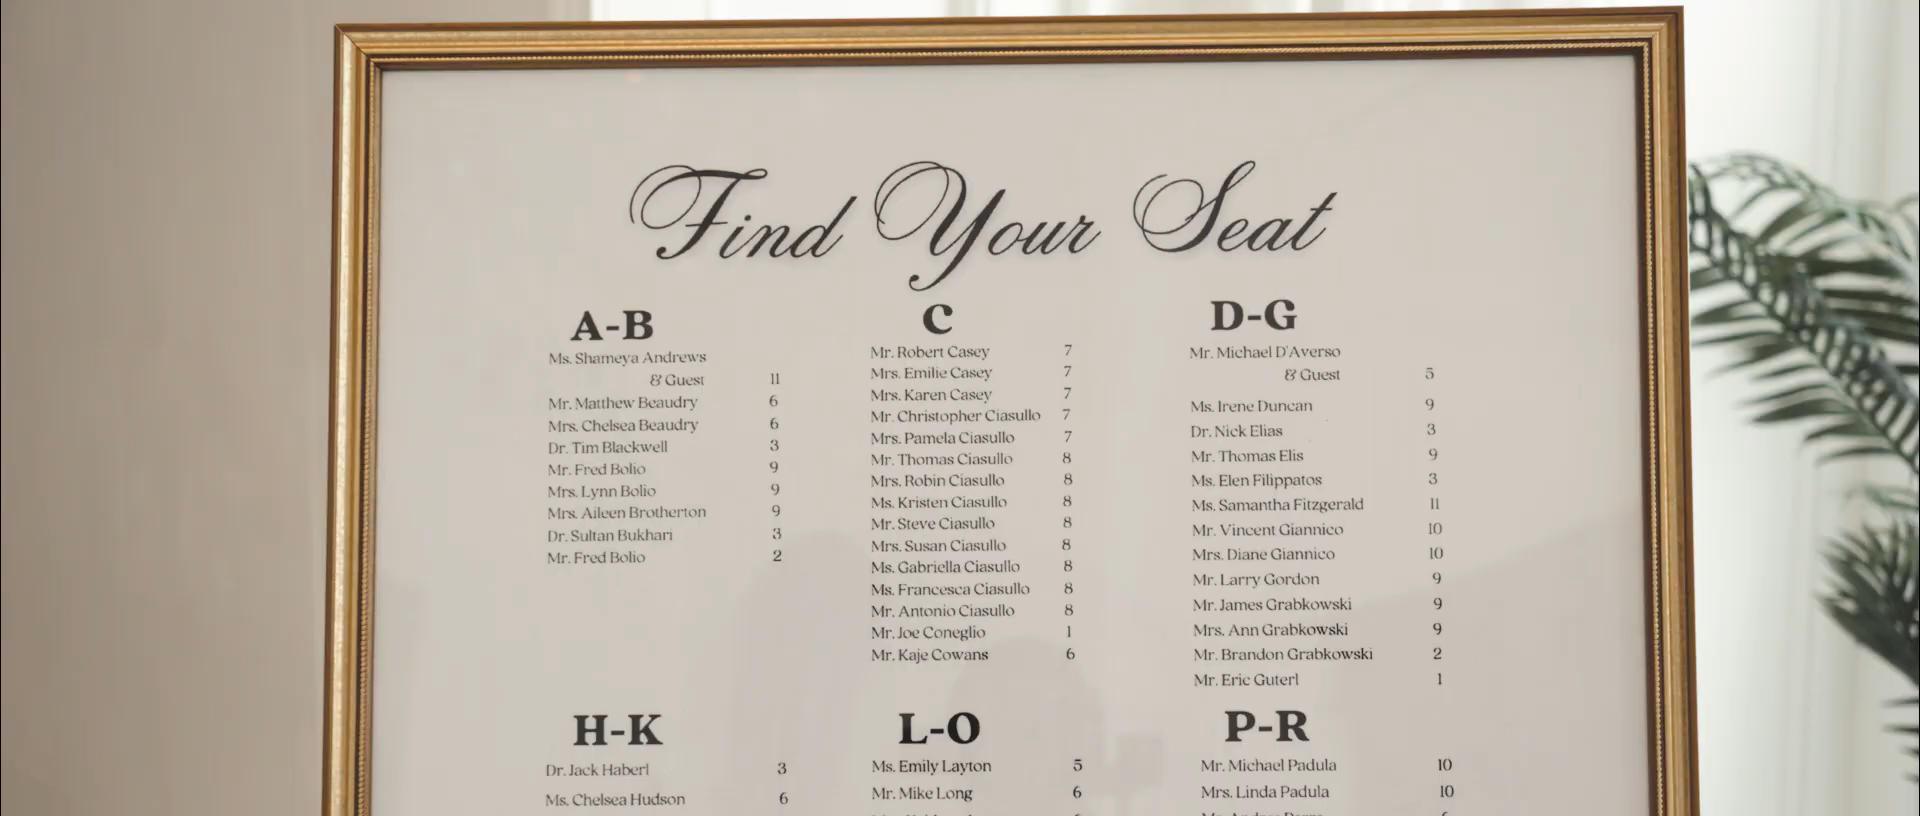 Find Your Seat
A-B
Ms. Shameya Andrews
& Guest 11
Mr. Matthew Beaudry 6
Mrs. Chelsea Beaudry 6
Dr. Tim Blackwell 3
Mr. Fred Bolio 9
Mrs. Lynn Bolio 9
Mrs. Aileen Brotherton 9
Dr. Sultan Bukhari 3
Mr. Fred Bolio 2
C
Mr. Robert Casey 7
Mrs. Emilie Casey 7
Mrs. Karen Casey 7
Mr. Christopher Ciasullo 7
Mrs. Pamela Ciasullo 7
Mr. Thomas Ciasullo 8
Mrs. Robin Ciasullo 8
Ms. Kristen Ciasullo 8
Mr. Steve Ciasullo 8
Mrs. Susan Ciasullo 8
Ms. Gabriella Ciasullo 8
Ms. Francesca Ciasullo 8
Mr. Antonio Ciasullo 8
Mr. Joe Coneglio 1
Mr. Kaje Cowans 6
D-G
Mr. Michael D'Averso
& Guest 5
Ms. Irene Duncan 9
Dr. Nick Elias 3
Mr. Thomas Elis 9
Ms. Elen Filippatos 3
Ms. Samantha Fitzgerald 11
Mr. Vincent Giannico 10
Mrs. Diane Giannico 10
Mr. Larry Gordon 9
Mr. James Grabkowski 9
Mrs. Ann Grabkowski 9
Mr. Brandon Grabkowski 2
Mr. Eric Guterl 1
H-K
Dr. Jack Haberl 3
Ms. Chelsea Hudson 6
L-O
Ms. Emily Layton 5
Mr. Mike Long 6
P-R
Mr. Michael Padula 10
Mrs. Linda Padula 10